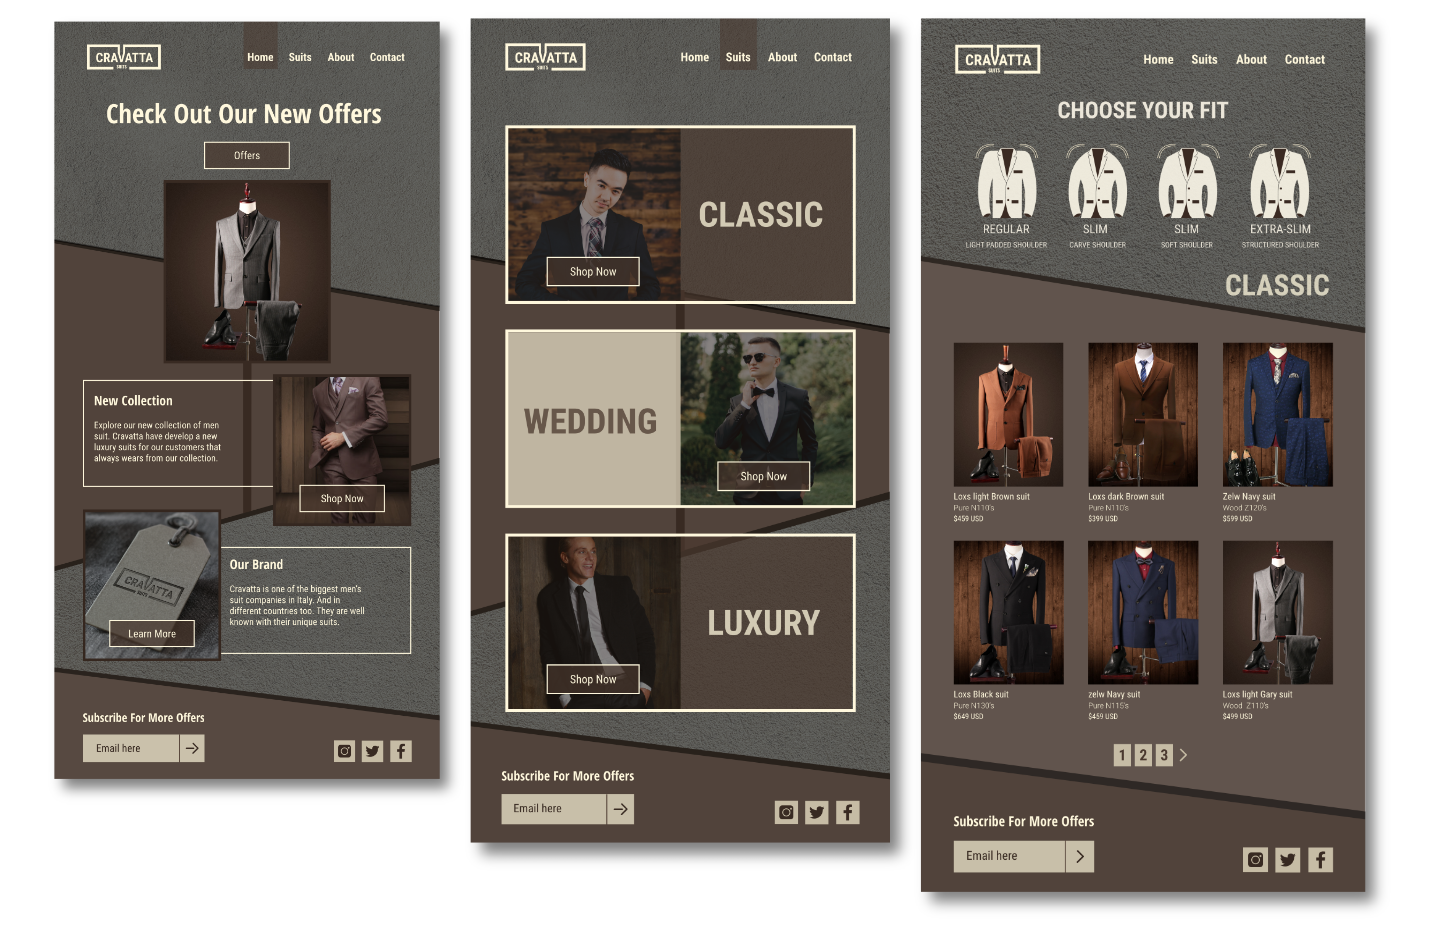 CRAVATTA
SUITS
Home Suits About Contact
Check Out Our New Offers
Offers
New Collection
Explore our new collection of men
suit. Cravatta have develop a new
luxury suits for our customers that
always wears from our collection.
Shop Now
CRAVATTA
SUITS
Learn More
Our Brand
Cravatta is one of the biggest men's
suit companies in Italy. And in
different countries too. They are well
known with their unique suits.
Subscribe For More Offers
Email here
CRAVATTA
SUITS
Home Suits About Contact
CLASSIC
Shop Now
WEDDING
Shop Now
LUXURY
Shop Now
Subscribe For More Offers
Email here
CRAVATTA
SUITS
Home Suits About Contact
CHOOSE YOUR FIT
REGULAR SLIM SLIM EXTRA-SLIM
LIGHT PADDED SHOULDER CARVE SHOULDER SOFT SHOULDER STRUCTURED SHOULDER
CLASSIC
Loxs light Brown suit
Pure N110's
$459 USD
Loxs dark Brown suit
Pure N110's
$399 USD
Zelw Navy suit
Wood Z120's
$599 USD
Loxs Black suit
Pure N130's
$649 USD
zelw Navy suit
Pure N115's
$459 USD
Loxs light Gary suit
Wood Z110's
$499 USD
1 2 3
Subscribe For More Offers
Email here